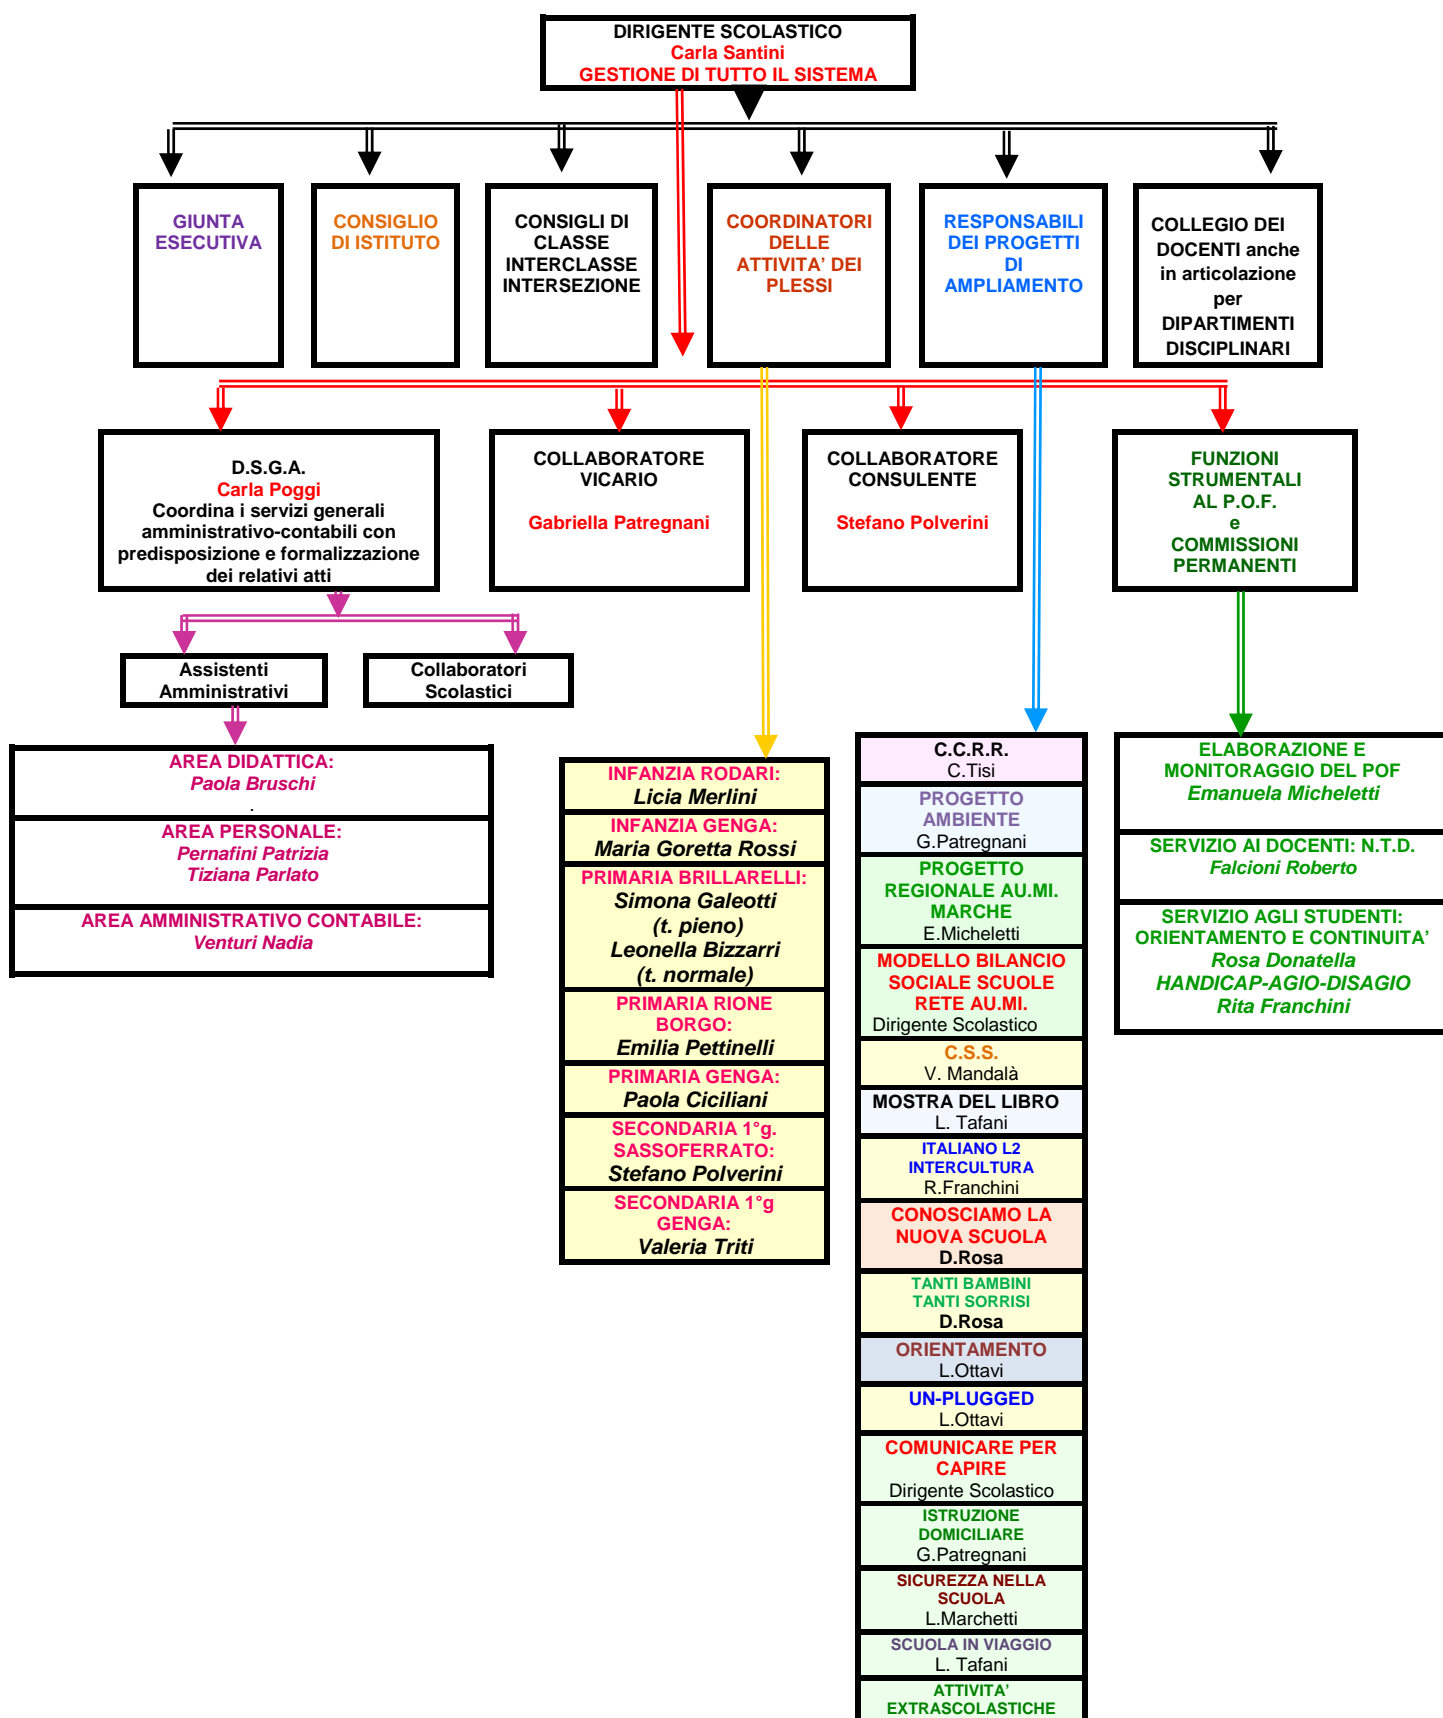 DIRIGENTE SCOLASTICO
Carla Santini
GESTIONE DI TUTTO IL SISTEMA
GIUNTA
ESECUTIVA
CONSIGLIO
DI ISTITUTO
CONSIGLI DI
CLASSE
INTERCLASSE
INTERSEZIONE
COORDINATORI
DELLE
ATTIVITA' DEI
PLESSI
RESPONSABILI
DEI PROGETTI
DI
AMPLIAMENTO
COLLEGIO DEI
DOCENTI anche
in articolazione
per
DIPARTIMENTI
DISCIPLINARI
D.S.G.A.
Carla Poggi
Coordina i servizi generali
amministrativo-contabili con
predisposizione e formalizzazione
dei relativi atti
COLLABORATORE
VICARIO
Gabriella Patregnani
COLLABORATORE
CONSULENTE
Stefano Polverini
FUNZIONI
STRUMENTALI
AL P.O.F.
e
COMMISSIONI
PERMANENTI
Assistenti
Amministrativi
Collaboratori
Scolastici
AREA DIDATTICA:
Paola Bruschi
.
AREA PERSONALE:
Pernafini Patrizia
Tiziana Parlato
AREA AMMINISTRATIVO CONTABILE:
Venturi Nadia
INFANZIA RODARI:
Licia Merlini
INFANZIA GENGA:
Maria Goretta Rossi
PRIMARIA BRILLARELLI:
Simona Galeotti
(t. pieno)
Leonella Bizzarri
(t. normale)
PRIMARIA RIONE
BORGO:
Emilia Pettinelli
PRIMARIA GENGA:
Paola Ciciliani
SECONDARIA 1°g.
SASSOFERRATO:
Stefano Polverini
SECONDARIA 1°g
GENGA:
Valeria Triti
C.C.R.R.
C.Tisi
PROGETTO
AMBIENTE
G.Patregnani
PROGETTO
REGIONALE AU.MI.
MARCHE
E.Micheletti
MODELLO BILANCIO
SOCIALE SCUOLE
RETE AU.MI.
Dirigente Scolastico
C.S.S.
V. Mandalà
MOSTRA DEL LIBRO
L. Tafani
ITALIANO L2
INTERCULTURA
R.Franchini
CONOSCIAMO LA
NUOVA SCUOLA
D.Rosa
TANTI BAMBINI
TANTI SORRISI
D.Rosa
ORIENTAMENTO
L.Ottavi
UN-PLUGGED
L.Ottavi
COMUNICARE PER
CAPIRE
Dirigente Scolastico
ISTRUZIONE
DOMICILIARE
G.Patregnani
SICUREZZA NELLA
SCUOLA
L.Marchetti
SCUOLA IN VIAGGIO
L. Tafani
ATTIVITA'
EXTRASCOLASTICHE
ELABORAZIONE E
MONITORAGGIO DEL POF
Emanuela Micheletti
SERVIZIO AI DOCENTI: N.T.D.
Falcioni Roberto
SERVIZIO AGLI STUDENTI:
ORIENTAMENTO E CONTINUITA'
Rosa Donatella
HANDICAP-AGIO-DISAGIO
Rita Franchini